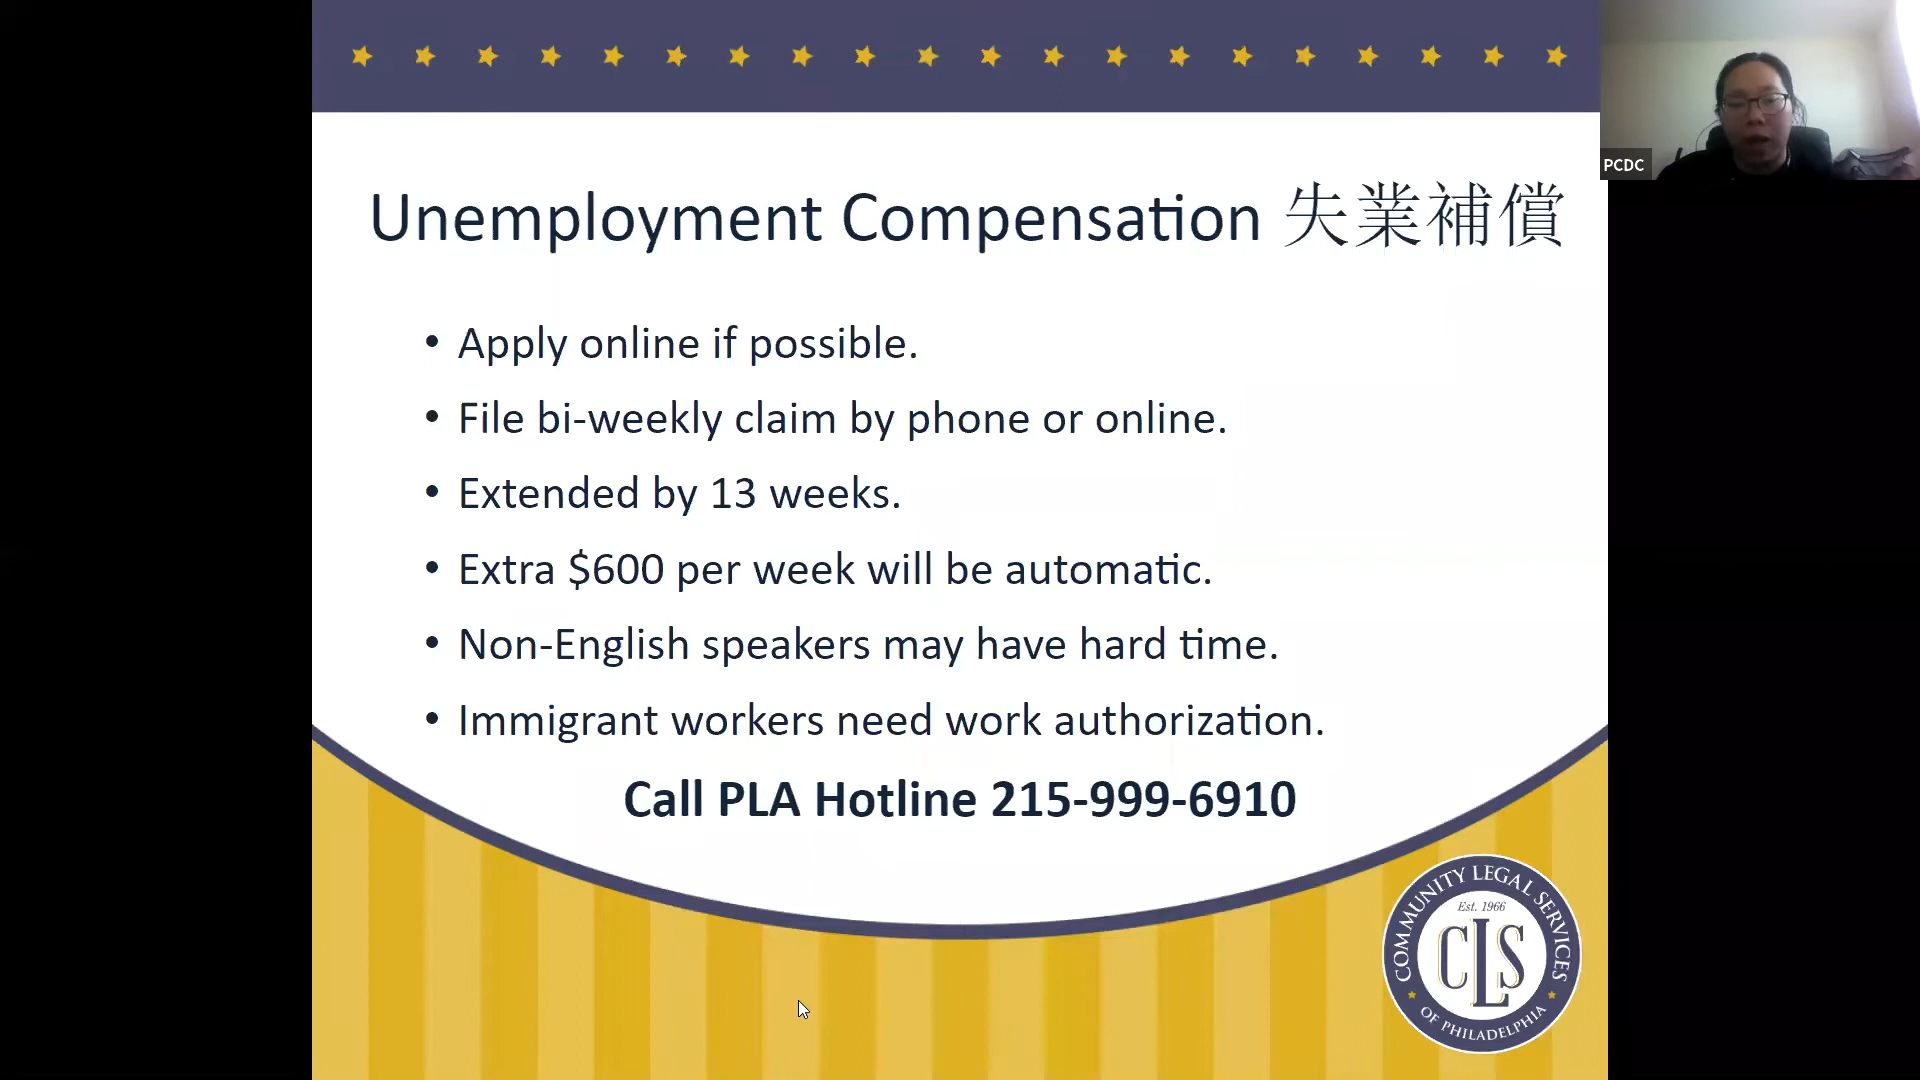 Unemployment Compensation 失業補償
• Apply online if possible.
• File bi-weekly claim by phone or online.
• Extended by 13 weeks.
• Extra $600 per week will be automatic.
• Non-English speakers may have hard time.
• Immigrant workers need work authorization.
Call PLA Hotline 215-999-6910
PCDC
COMMUNITY LEGAL SERVICES
Est. 1966
CLS
OF PHILADELPHIA